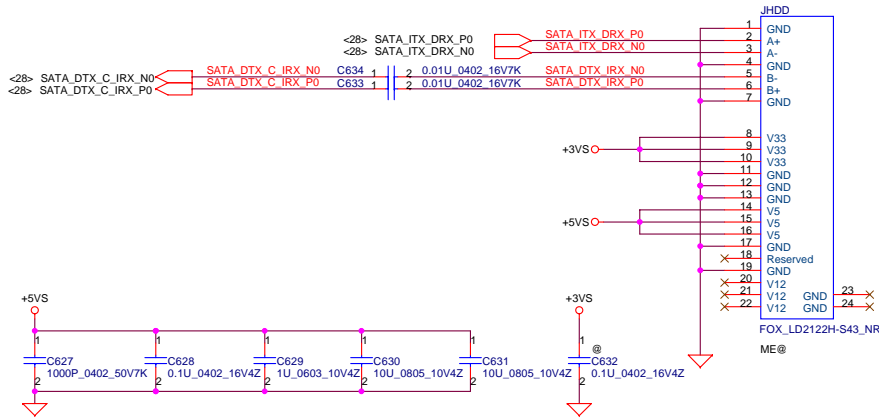 JHDD
1 GND
<28> SATA_ITX_DRX_P0 SATA_ITX_DRX_P0 2 A+
<28> SATA_ITX_DRX_N0 SATA_ITX_DRX_N0 3 A-
4 GND
<28> SATA_DTX_C_IRX_N0 SATA_DTX_C_IRX_N0 C634 1 2 0.01U_0402_16V7K SATA_DTX_IRX_N0 5 B-
<28> SATA_DTX_C_IRX_P0 SATA_DTX_C_IRX_P0 C633 1 2 0.01U_0402_16V7K SATA_DTX_IRX_P0 6 B+
7 GND
8 V33
+3VS 9 V33
10 V33
11 GND
12 GND
13 GND
14 V5
+5VS 15 V5
16 V5
17 GND
18 Reserved
19 GND
20 V12
21 V12 GND 23
22 V12 GND 24
FOX_LD2122H-S43_NR
ME@
+5VS +3VS
1 1 1 1 1 1
@
C627 C628 C629 C630 C631 C632
1000P_0402_50V7K 0.1U_0402_16V4Z 1U_0603_10V4Z 10U_0805_10V4Z 10U_0805_10V4Z 0.1U_0402_16V4Z
2 2 2 2 2 2